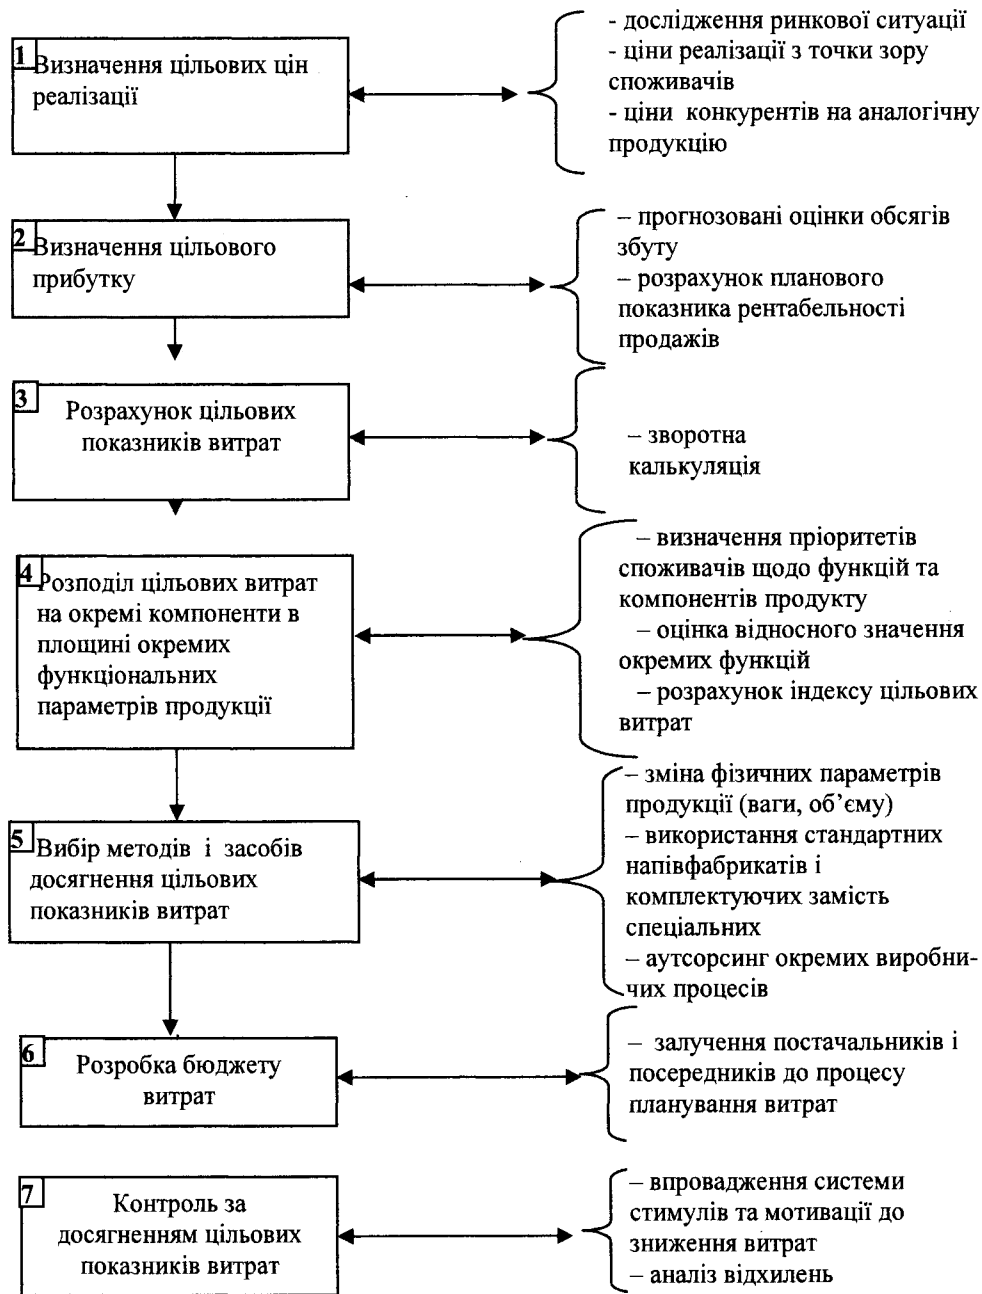 1
Визначення цільових цін
реалізації
- дослідження ринкової ситуації
- ціни реалізації з точки зору
споживачів
- ціни конкурентів на аналогічну
продукцію
2
Визначення цільового
прибутку
– прогнозовані оцінки обсягів
збуту
– розрахунок планового
показника рентабельності
продажів
3
Розрахунок цільових
показників витрат
– зворотна
калькуляція
4
Розподіл цільових витрат
на окремі компоненти в
площині окремих
функціональних
параметрів продукції
– визначення пріоритетів
споживачів щодо функцій та
компонентів продукту
– оцінка відносного значення
окремих функцій
– розрахунок індексу цільових
витрат
5
Вибір методів і засобів
досягнення цільових
показників витрат
– зміна фізичних параметрів
продукції (ваги, об’єму)
– використання стандартних
напівфабрикатів і
комплектуючих замість
спеціальних
– аутсорсинг окремих виробни-
чих процесів
6
Розробка бюджету
витрат
– залучення постачальників і
посередників до процесу
планування витрат
7
Контроль за
досягненням цільових
показників витрат
– впровадження системи
стимулів та мотивації до
зниження витрат
– аналіз відхилень